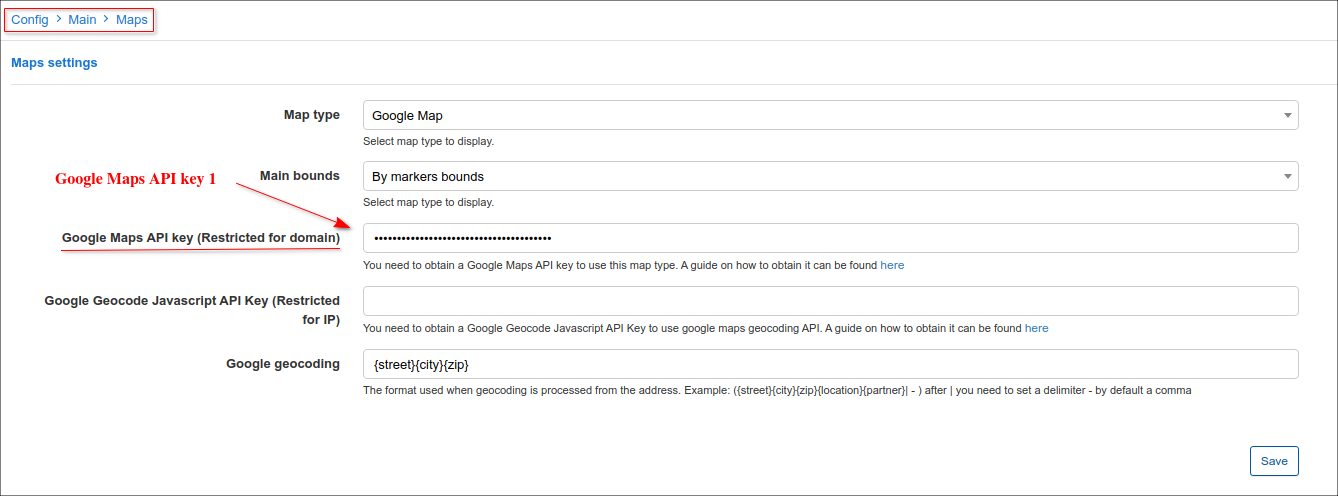 Config > Main > Maps
Maps settings
Map type
Google Map
Select map type to display.
Google Maps API key 1
Main bounds
By markers bounds
Select map type to display.
Google Maps API key (Restricted for domain)
•••••••••••••••••••••••••••••••••••••••
You need to obtain a Google Maps API key to use this map type. A guide on how to obtain it can be found here
Google Geocode Javascript API Key (Restricted
for IP)
You need to obtain a Google Geocode Javascript API Key to use google maps geocoding API. A guide on how to obtain it can be found here
Google geocoding
{street}{city}{zip}
The format used when geocoding is processed from the address. Example: ({street}{city}{zip}{location}{partner}| - ) after | you need to set a delimiter - by default a comma
Save